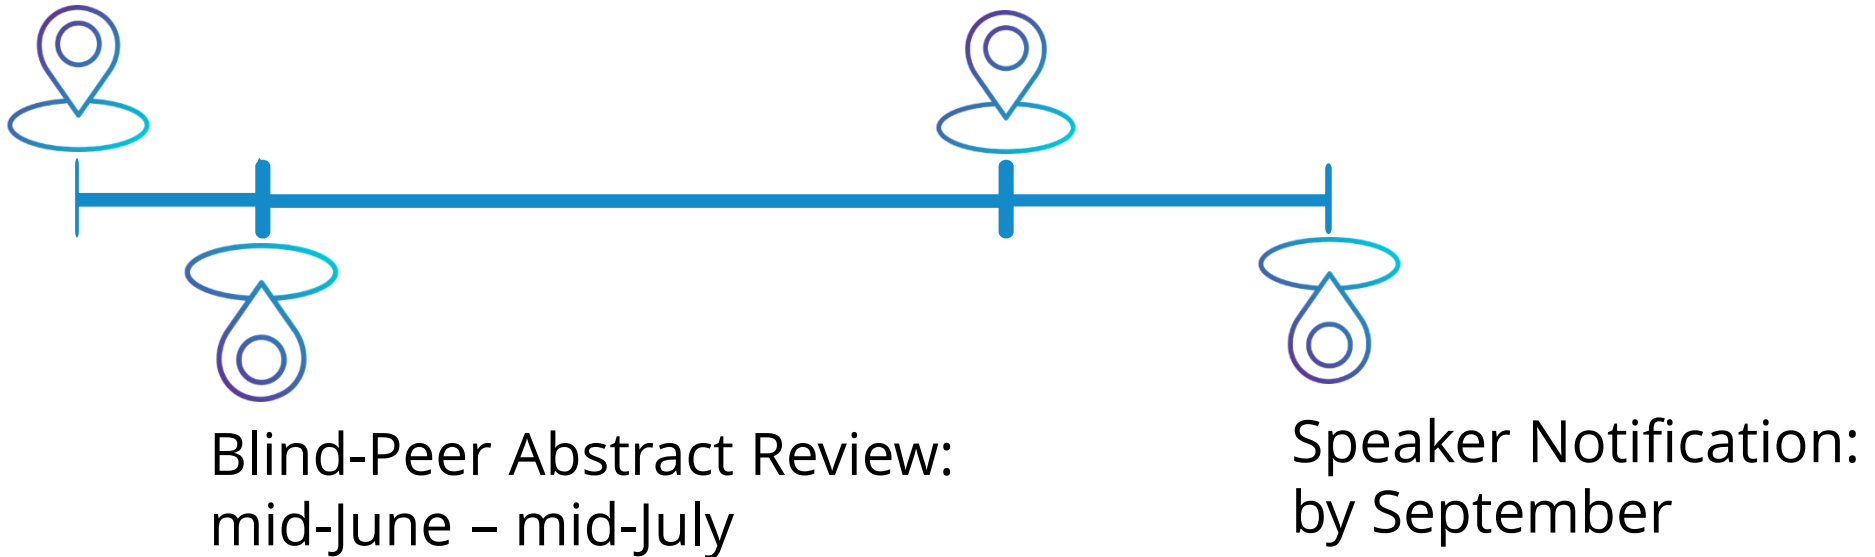 Blind-Peer Abstract Review:
mid-June – mid-July
Speaker Notification:
by September